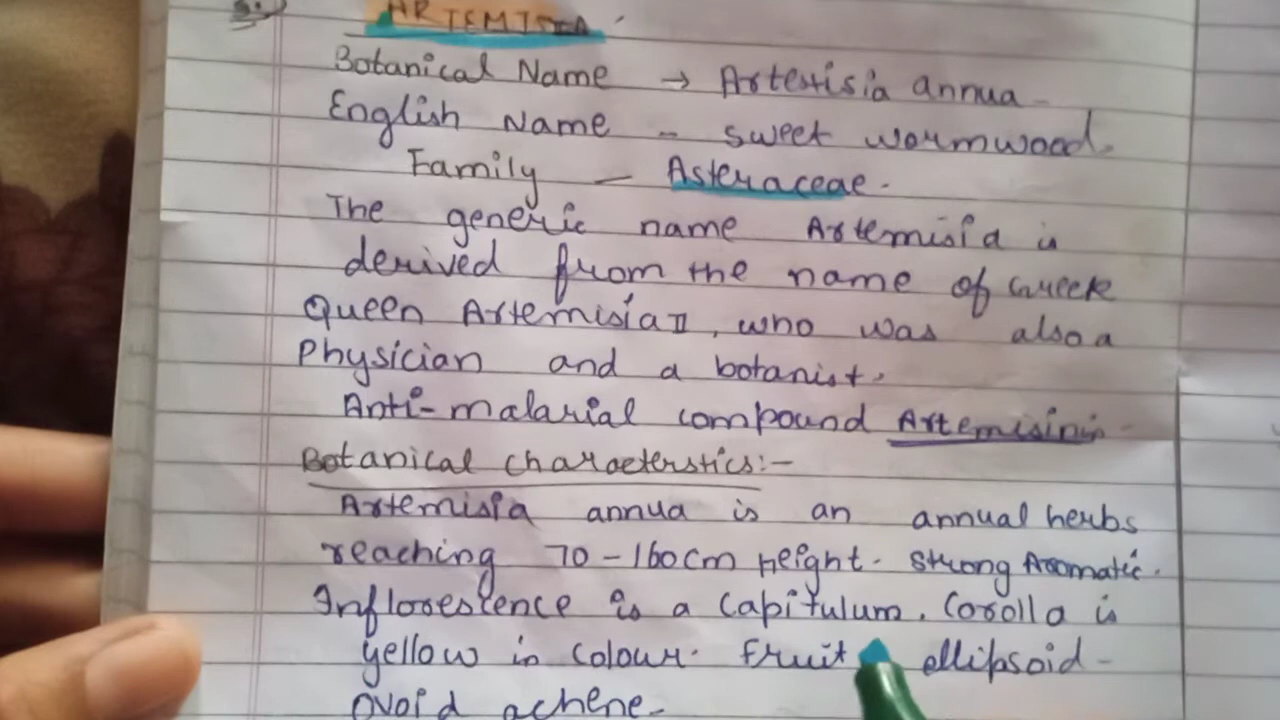 ARTEMISIA
Botanical Name → Artemisia annua
English Name - sweet wormwood.
Family - Asteraceae.
The generic name Artemisia is
derived from the name of Greek
Queen Artemisia II, who was also a
Physician and a botanist.
Anti-malarial compound Artemisinin
Botanical characterstics:-
Artemisia annua is an annual herbs
reaching 70-160cm height. Strong Aromatic.
Inflorescence is a capitulum. Corolla is
yellow in colour. Fruit ellipsoid-
ovoid achene.